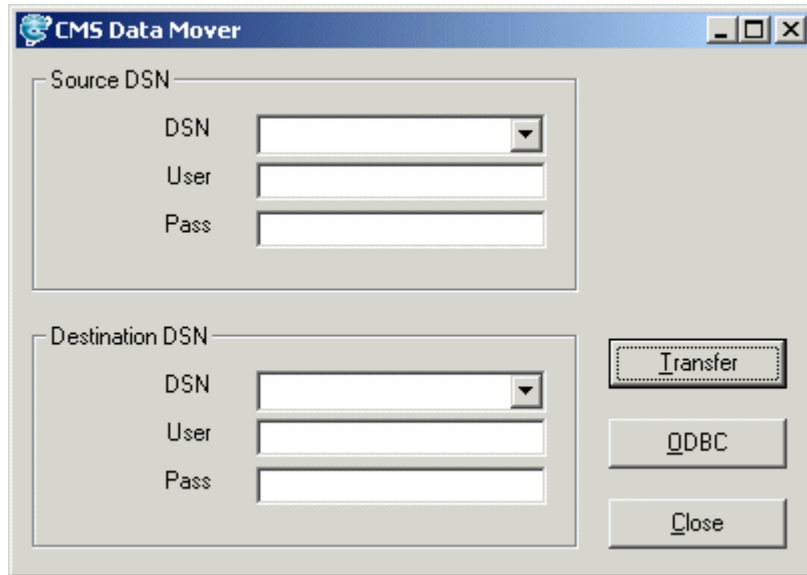 CMS Data Mover
Source DSN
DSN
User
Pass
Destination DSN
DSN
User
Pass
Transfer
ODBC
Close